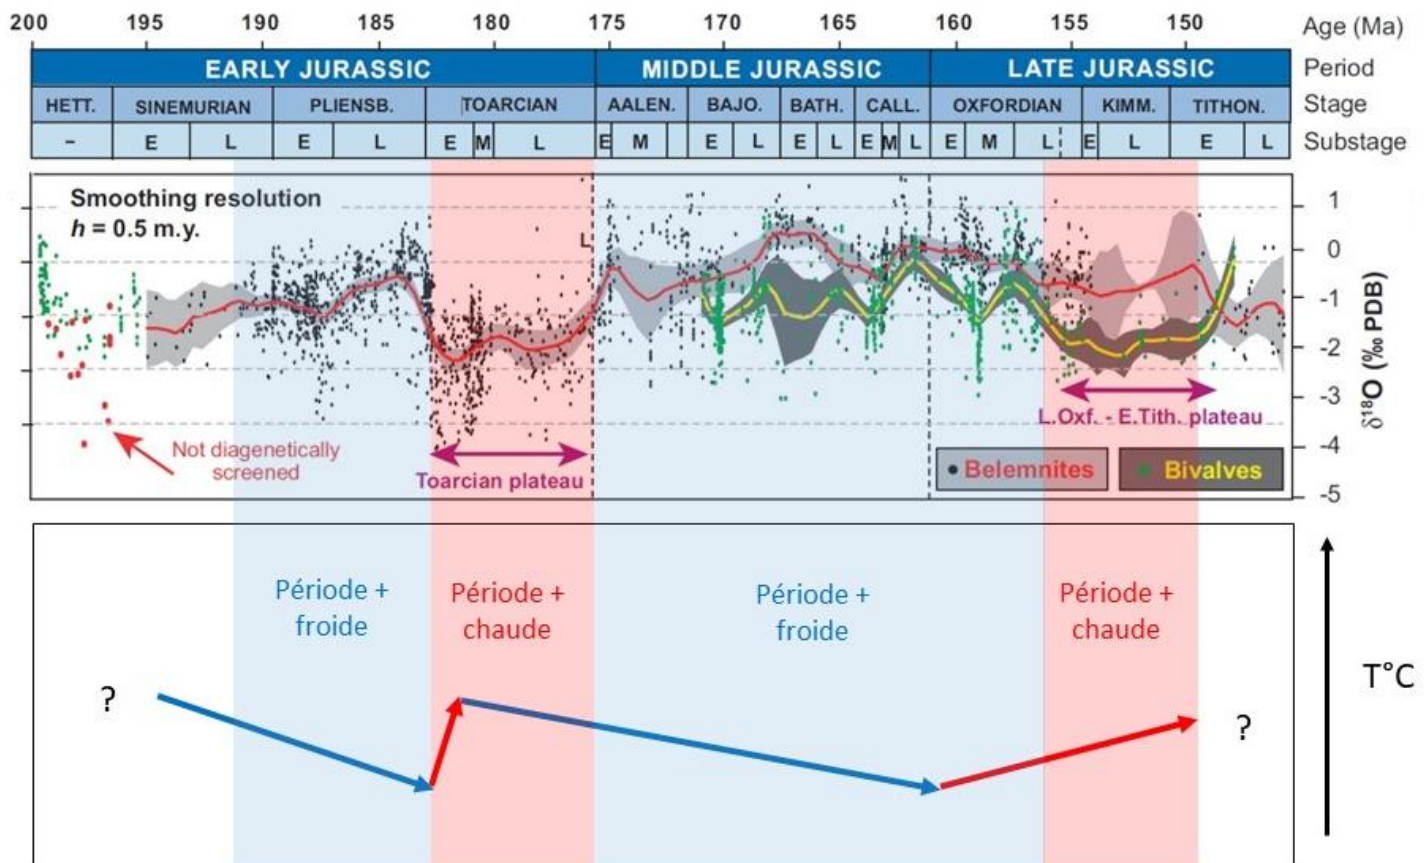 200 195 190 185 180 175 170 165 160 155 150 Age (Ma)
EARLY JURASSIC MIDDLE JURASSIC LATE JURASSIC Period
HETT. SINEMURIAN PLIENSB. TOARCIAN AALEN. BAJO. BATH. CALL. OXFORDIAN KIMM. TITHON. Stage
– E L E L E M L E M E L E L E M L E M L E L E L Substage
Smoothing resolution
h = 0.5 m.y.
L
1
0
-1
-2
-3
-4
-5
δ18O (‰ PDB)
Not diagenetically
screened
Toarcian plateau
L.Oxf. - E.Tith. plateau
Belemnites
Bivalves
Période +
froide
Période +
chaude
Période +
froide
Période +
chaude
?
?
T°C